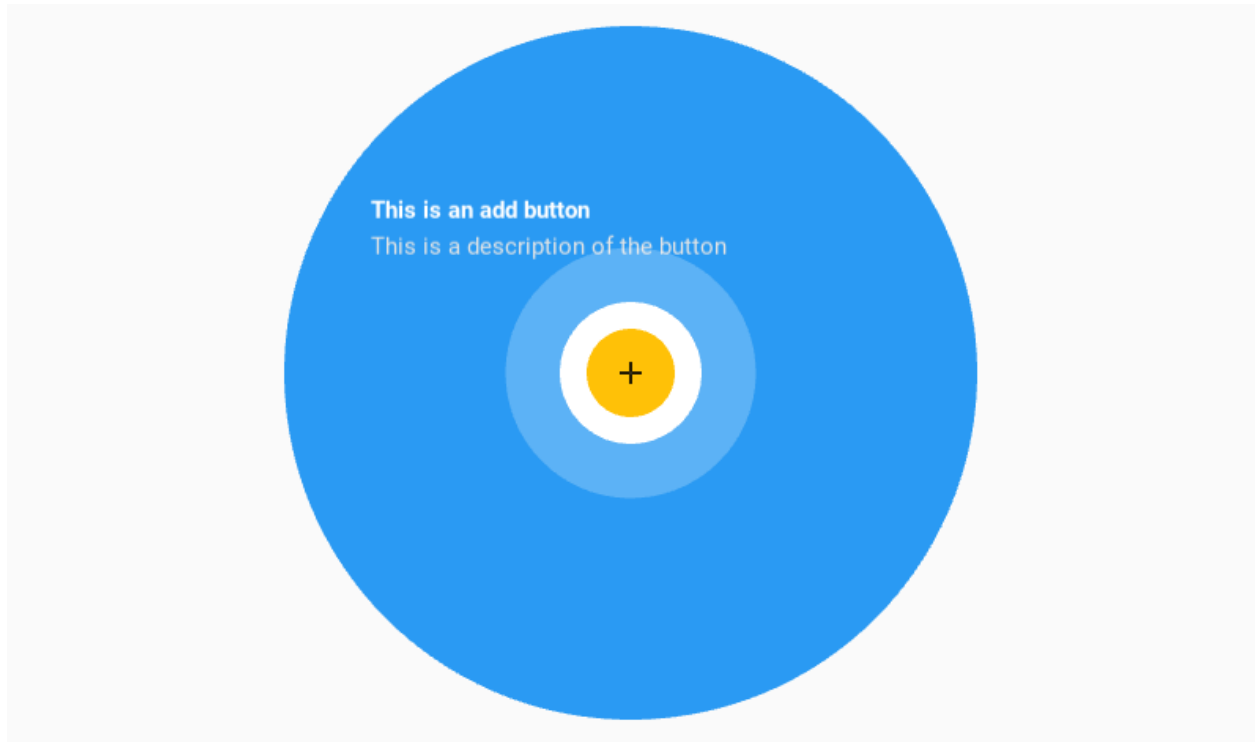 This is an add button
This is a description of the button
+